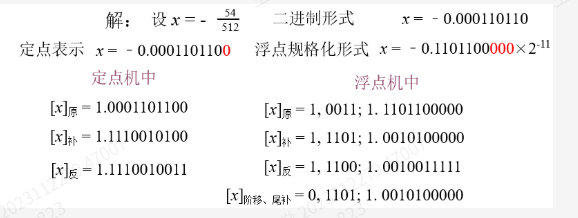 解: 设 x = - 54/512 二进制形式 x = - 0.000110110
定点表示 x = - 0.0001101100 浮点规格化形式 x = - 0.1101100000×2^-11
定点机中 浮点机中
[x]原 = 1.0001101100 [x]原 = 1, 0011; 1. 1101100000
[x]补 = 1.1110010100 [x]补 = 1, 1101; 1. 0010100000
[x]反 = 1.1110010011 [x]反 = 1, 1100; 1. 0010011111
[x]阶移、尾补 = 0, 1101; 1. 0010100000